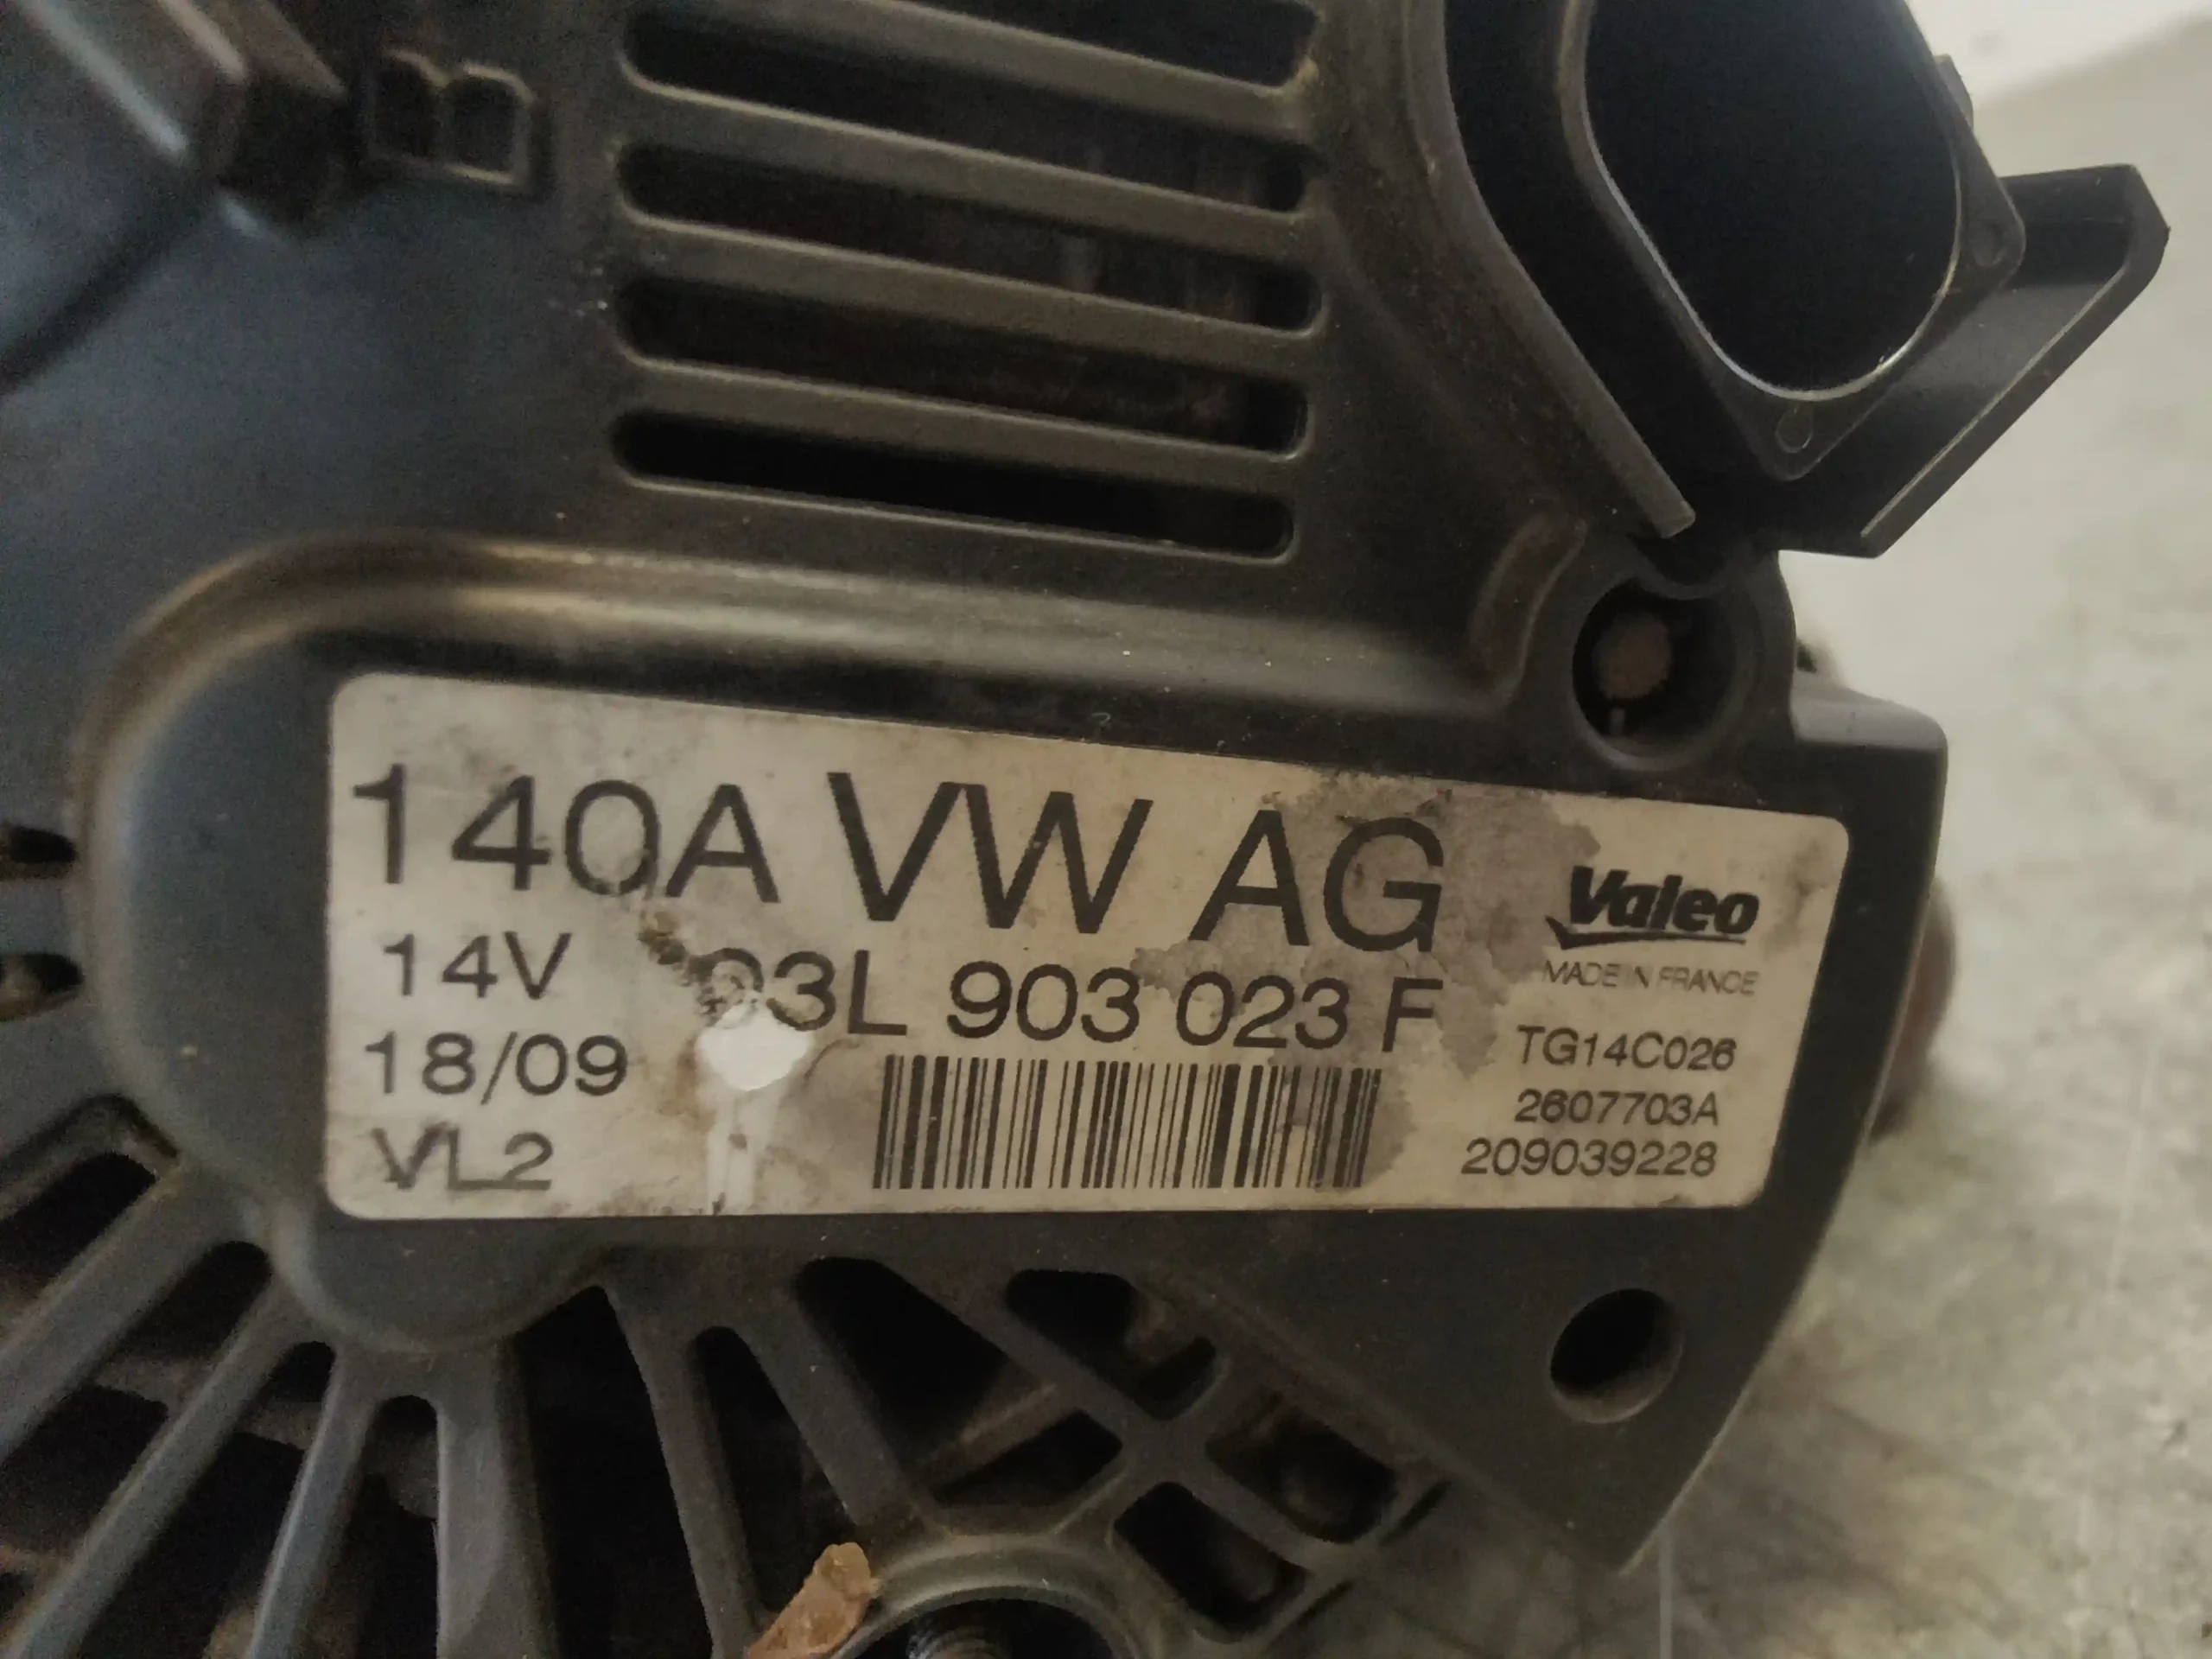 B+
140A VW AG
Valeo
14V 03L 903 023 F
MADE IN FRANCE
18/09
TG14C026
VL2
2607703A
209039228